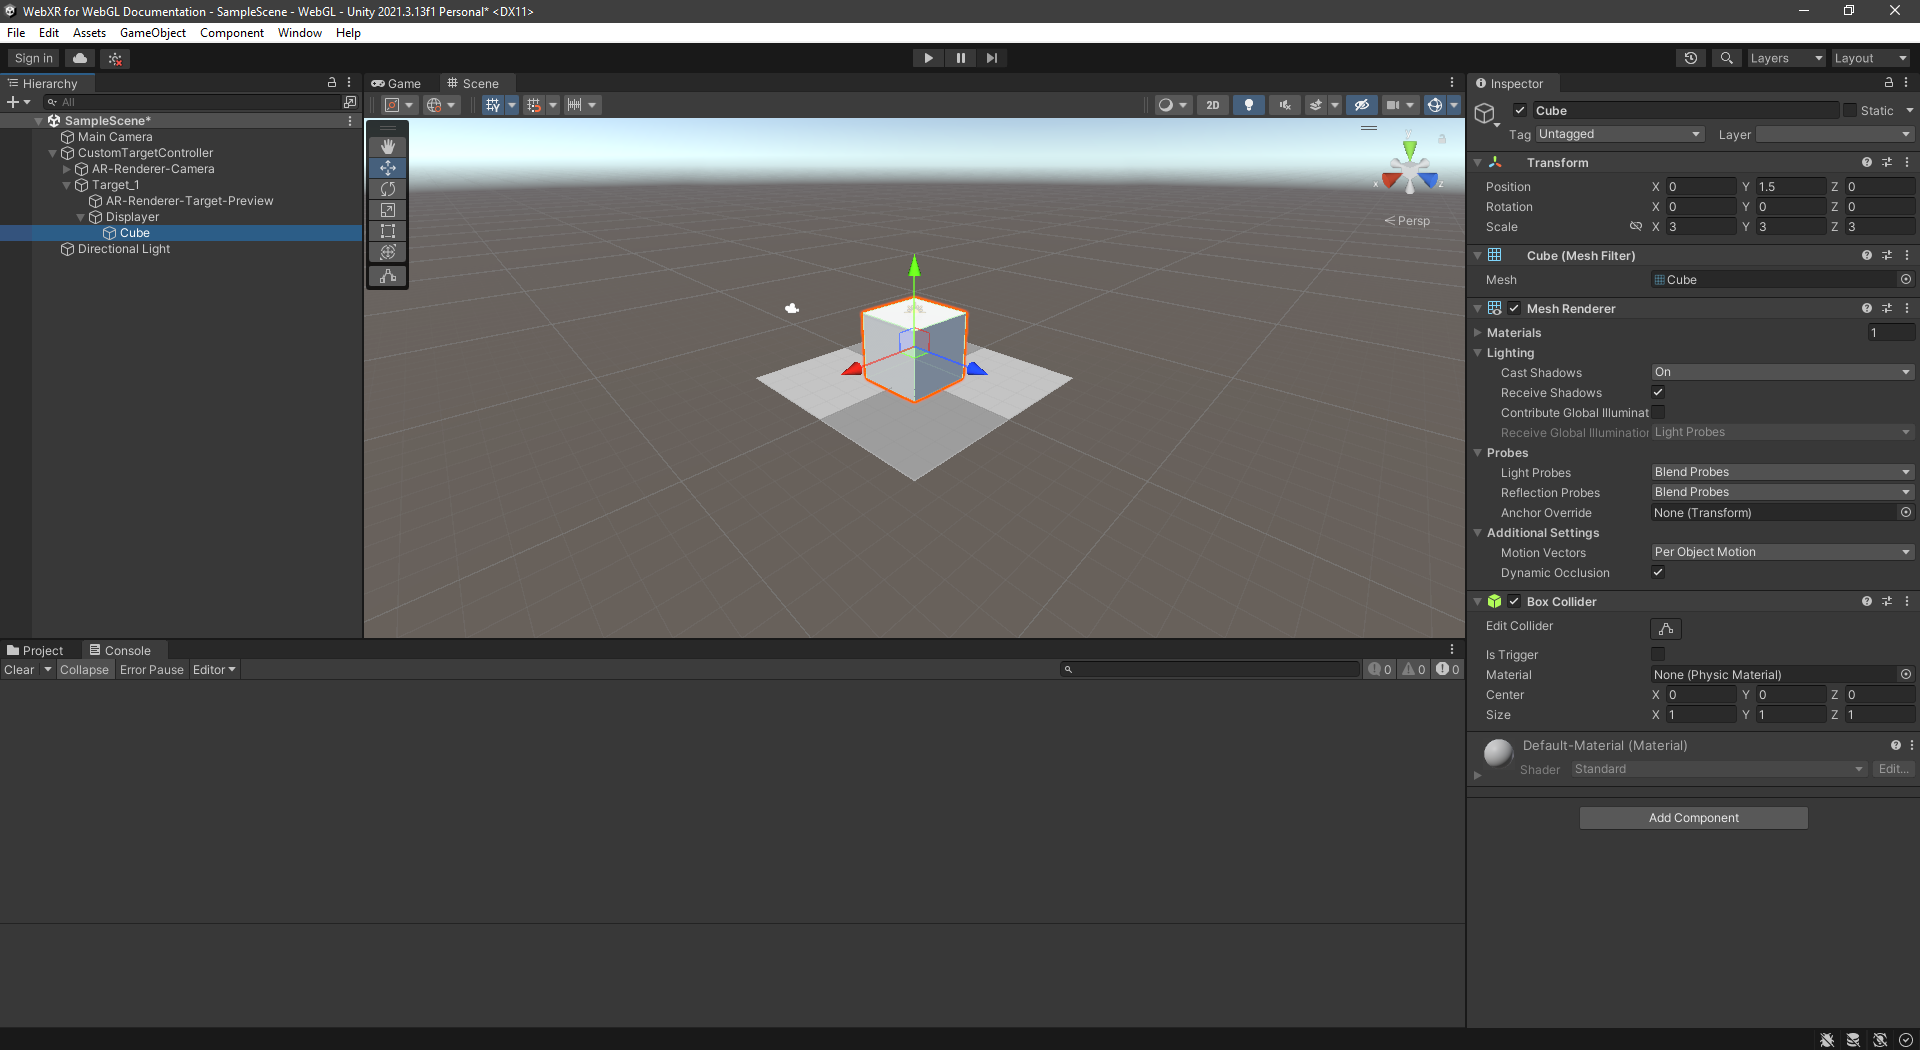 WebXR for WebGL Documentation - SampleScene - WebGL - Unity 2021.3.13f1 Personal* <DX11>
File Edit Assets GameObject Component Window Help
Sign in
Layers Layout
Hierarchy
All
SampleScene*
Main Camera
CustomTargetController
AR-Renderer-Camera
Target_1
AR-Renderer-Target-Preview
Displayer
Cube
Directional Light
Game Scene
2D
y
x
z
Persp
Project Console
Clear Collapse Error Pause Editor
0 0 0
Inspector
Cube Static
Tag Untagged Layer
Transform
Position X 0 Y 1.5 Z 0
Rotation X 0 Y 0 Z 0
Scale X 3 Y 3 Z 3
Cube (Mesh Filter)
Mesh Cube
Mesh Renderer
Materials 1
Lighting
Cast Shadows On
Receive Shadows
Contribute Global Illuminat
Receive Global Illumination Light Probes
Probes
Light Probes Blend Probes
Reflection Probes Blend Probes
Anchor Override None (Transform)
Additional Settings
Motion Vectors Per Object Motion
Dynamic Occlusion
Box Collider
Edit Collider
Is Trigger
Material None (Physic Material)
Center X 0 Y 0 Z 0
Size X 1 Y 1 Z 1
Default-Material (Material)
Shader Standard Edit...
Add Component